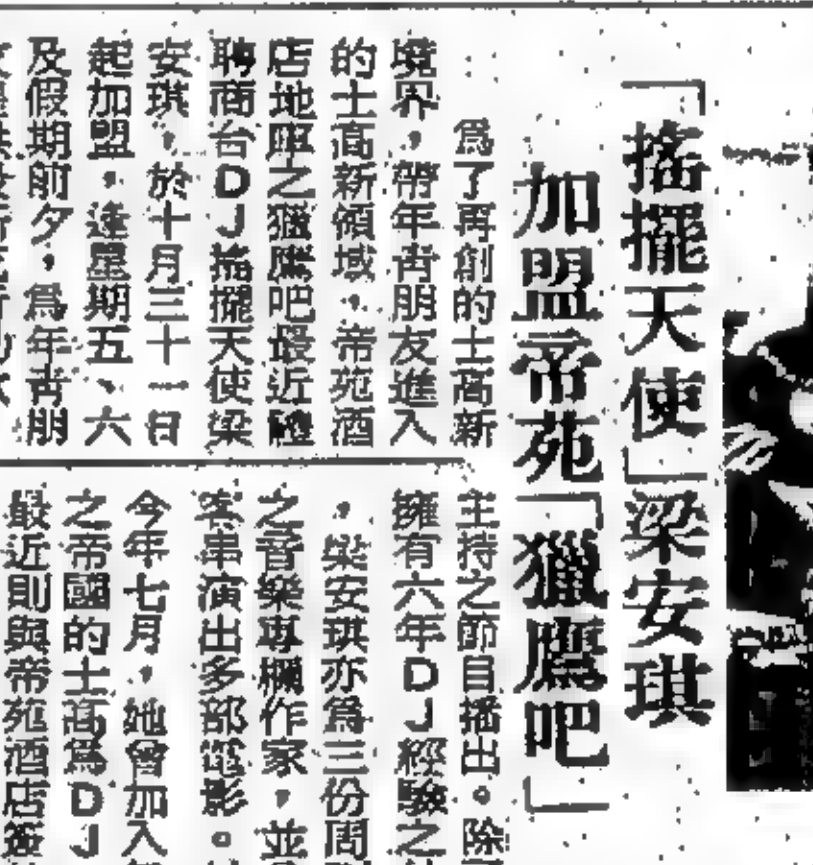 「搖擺天使」梁安琪
加盟帝苑「獵鷹吧」
為了再創的士高新
境界，帶年青朋友進入
的士高新領域，帝苑酒
店地庫之獵鷹吧最近禮
聘商台DJ搖擺天使梁
安琪，於十月三十一日
起加盟，逢星期五、六
及假期前夕，為年青朋
主持之節目播出。除
擁有六年DJ經驗之
，梁安琪亦為三份周
之音樂專欄作家，並
客串演出多部電影。
今年七月，她曾加入
之帝國的士高為DJ
最近則與帝苑酒店簽